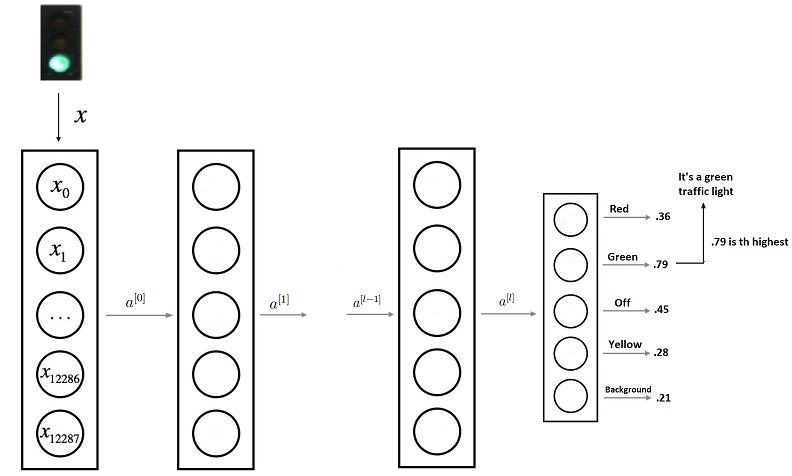 x
x0
x1
...
x12286
x12287
a[0]
a[1]
a[l−1]
a[l]
Red
.36
Green
.79
Off
.45
Yellow
.28
Background
.21
It's a green
traffic light
.79 is th highest